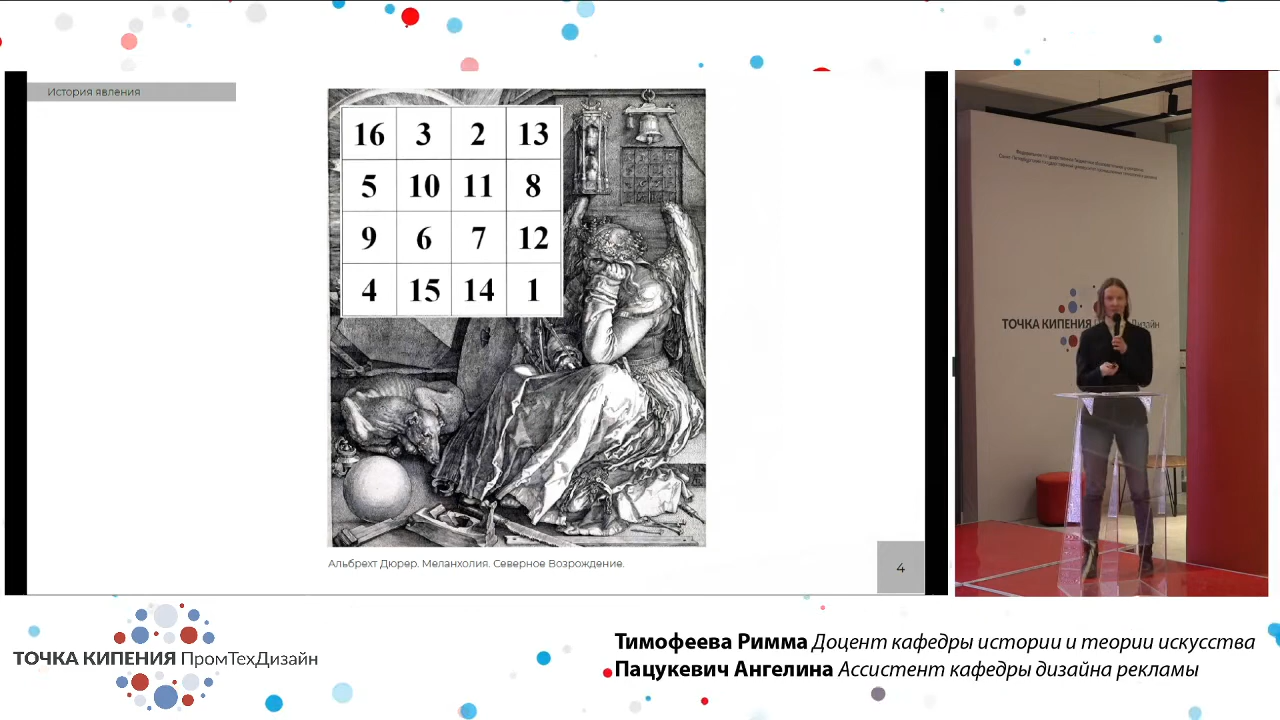 История явления
16 3 2 13
5 10 11 8
9 6 7 12
4 15 14 1
Альбрехт Дюрер. Меланхолия. Северное Возрождение.
4
ТОЧКА КИПЕНИЯ ПромТехДизайн
ТОЧКА КИПЕНИЯ
Дизайн
Тимофеева Римма Доцент кафедры истории и теории искусства
Пацукевич Ангелина Ассистент кафедры дизайна рекламы